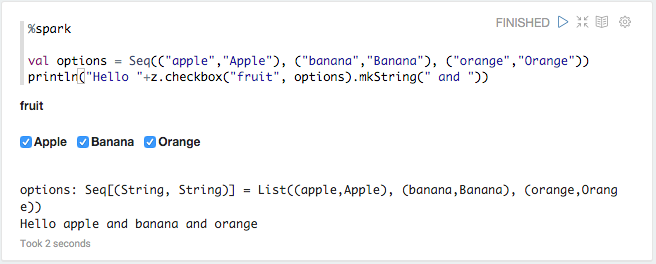 FINISHED
%spark
val options = Seq(("apple","Apple"), ("banana","Banana"), ("orange","Orange"))
println("Hello "+z.checkbox("fruit", options).mkString(" and "))
fruit
Apple Banana Orange
options: Seq[(String, String)] = List((apple,Apple), (banana,Banana), (orange,Orang
e))
Hello apple and banana and orange
Took 2 seconds